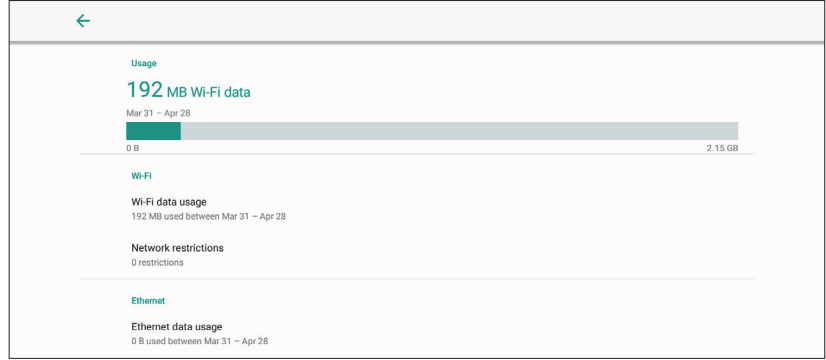 Usage
192 MB Wi-Fi data
Mar 31 – Apr 28
0 B 2.15 GB
Wi-Fi
Wi-Fi data usage
192 MB used between Mar 31 – Apr 28
Network restrictions
0 restrictions
Ethernet
Ethernet data usage
0 B used between Mar 31 – Apr 28